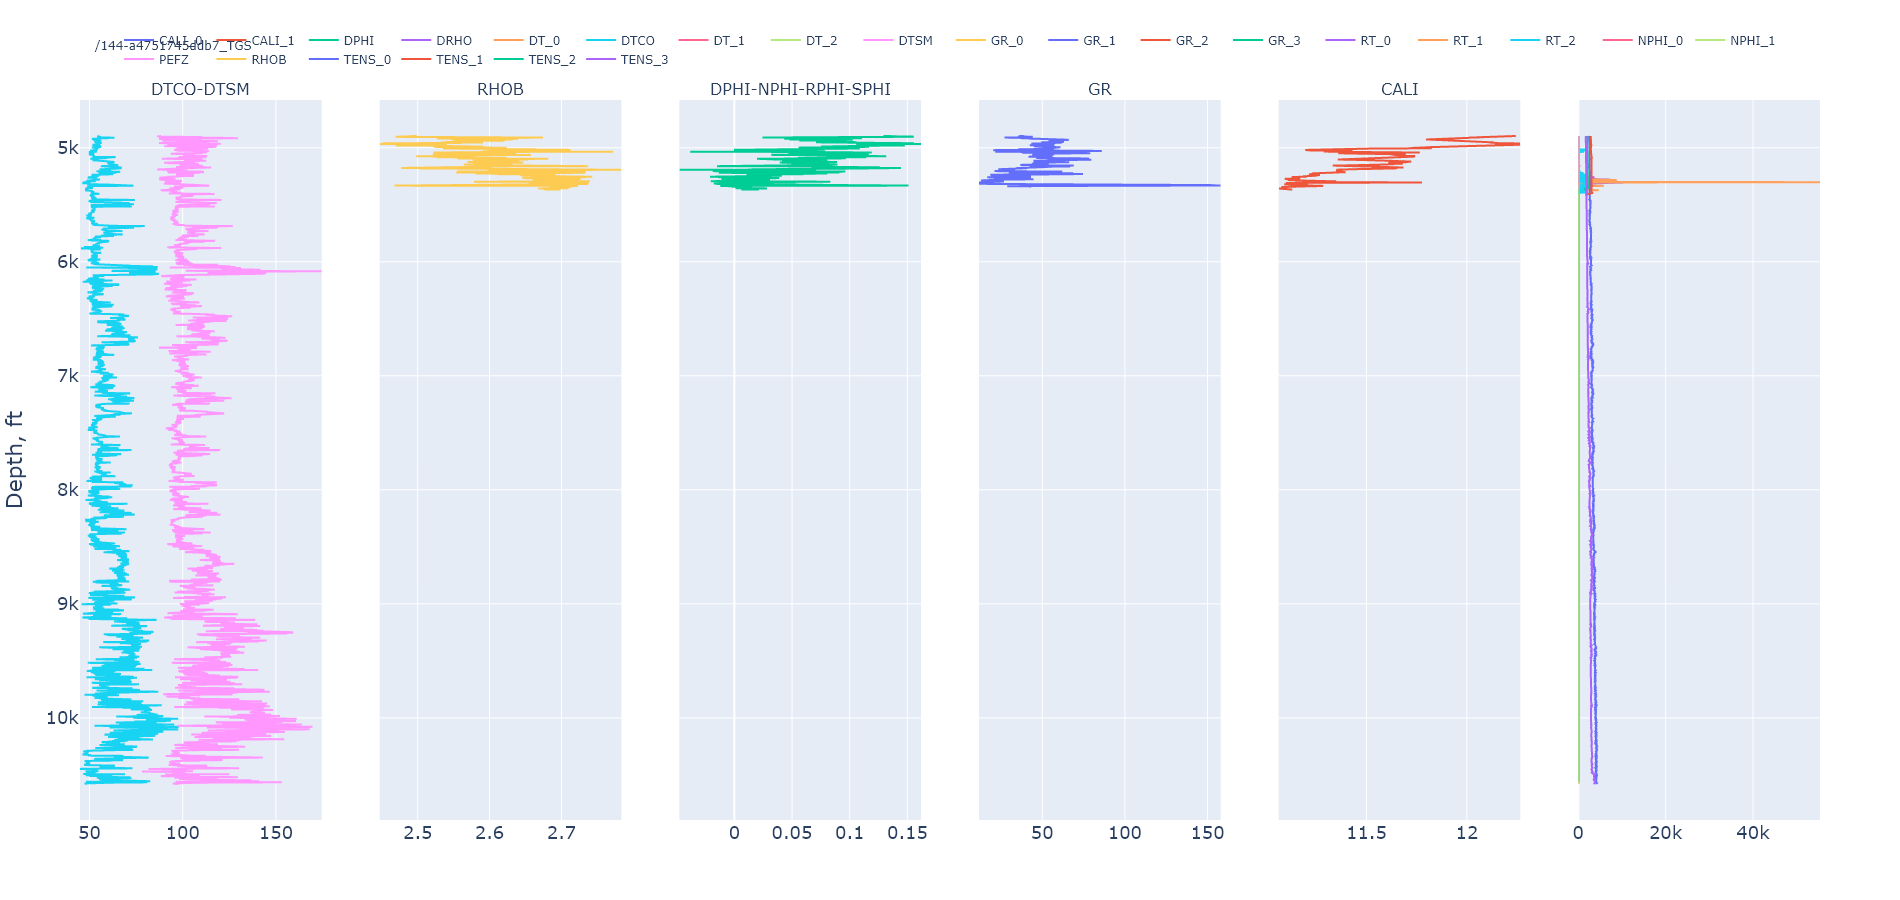 CALI_0 CALI_1 DPHI DRHO DT_0 DTCO DT_1 DT_2 DTSM GR_0 GR_1 GR_2 GR_3 RT_0 RT_1 RT_2 NPHI_0 NPHI_1
/144-a4751745adb7_TGS
PEFZ RHOB TENS_0 TENS_1 TENS_2 TENS_3
DTCO-DTSM RHOB DPHI-NPHI-RPHI-SPHI GR CALI
5k
6k
7k
8k
9k
10k
Depth, ft
50 100 150 2.5 2.6 2.7 0 0.05 0.1 0.15 50 100 150 11.5 12 0 20k 40k